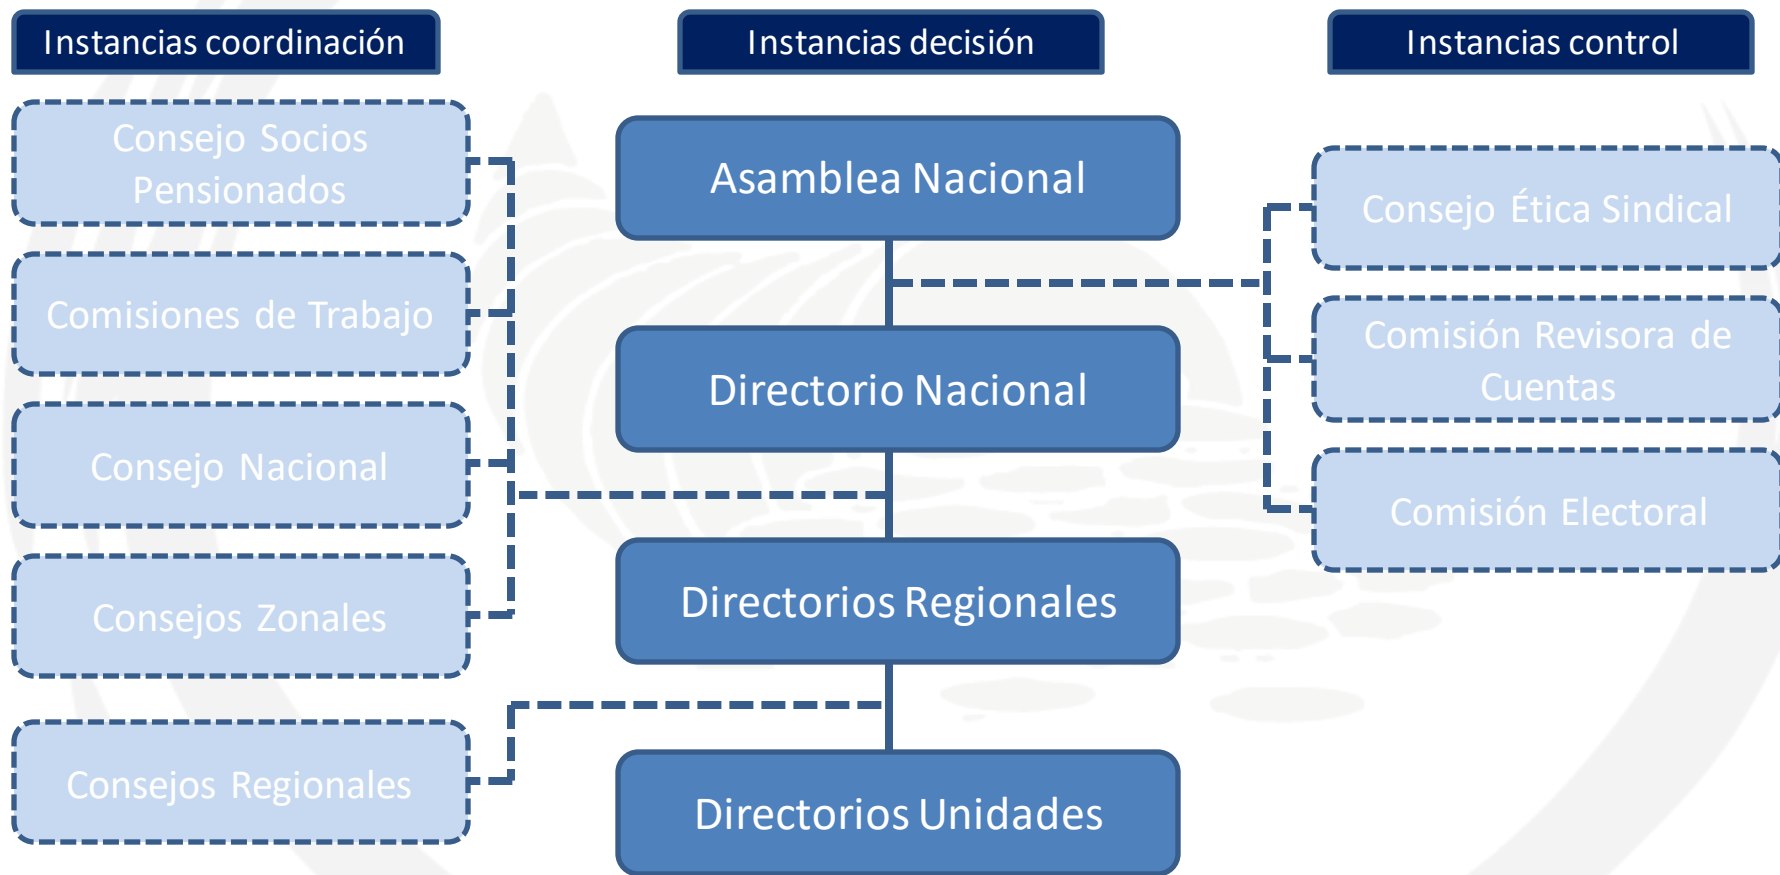 Instancias coordinación
Instancias decisión
Instancias control
Consejo Socios
Pensionados
Comisiones de Trabajo
Consejo Nacional
Consejos Zonales
Consejos Regionales
Asamblea Nacional
Directorio Nacional
Directorios Regionales
Directorios Unidades
Consejo Ética Sindical
Comisión Revisora de
Cuentas
Comisión Electoral